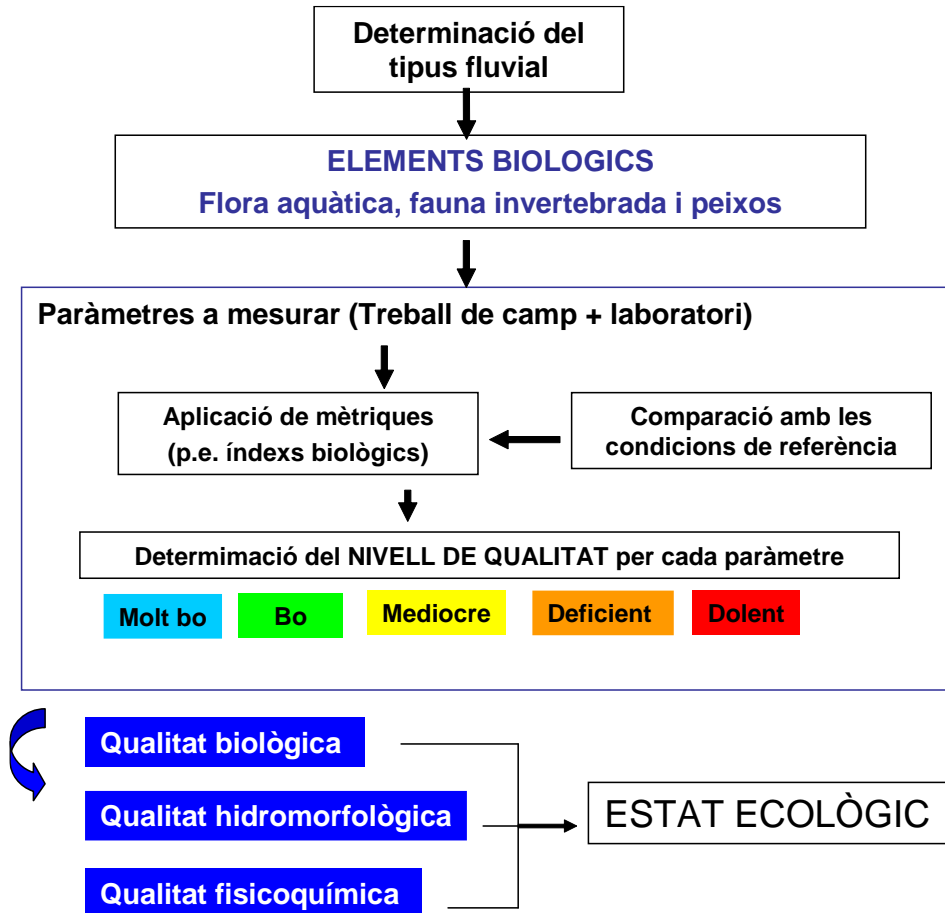 Determinació del
tipus fluvial
ELEMENTS BIOLOGICS
Flora aquàtica, fauna invertebrada i peixos
Paràmetres a mesurar (Treball de camp + laboratori)
Aplicació de mètriques
(p.e. índexs biològics)
Comparació amb les
condicions de referència
Determimació del NIVELL DE QUALITAT per cada paràmetre
Molt bo
Bo
Mediocre
Deficient
Dolent
Qualitat biològica
Qualitat hidromorfològica
Qualitat fisicoquímica
ESTAT ECOLÒGIC